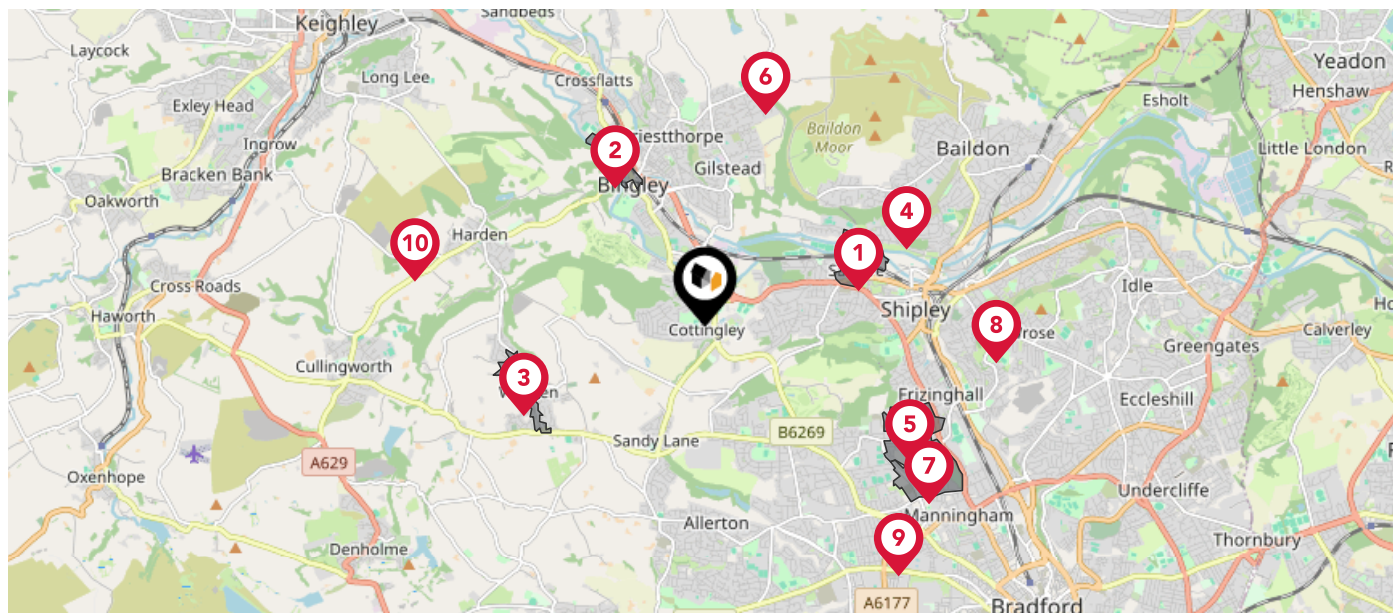 Sandbeds
Keighley
Laycock
Long Lee
Crossflatts
6
Yeadon
Exley Head
Henshaw
Esholt
Baildon
Moor
2
Ingrow
Baildon
Little London
Gilstead
Bracken Bank
Bingley
Oakworth
4
10
Harden
1
Cross Roads
Idle
Shipley
Haworth
8
Cottingley
Calverley
Greengates
Cullingworth
3
Frizinghall
Eccleshill
5
B6269
Sandy Lane
A629
7
Oxenhope
Undercliffe
Manningham
Allerton
9
Thornbury
Denholme
A6177
Bradford